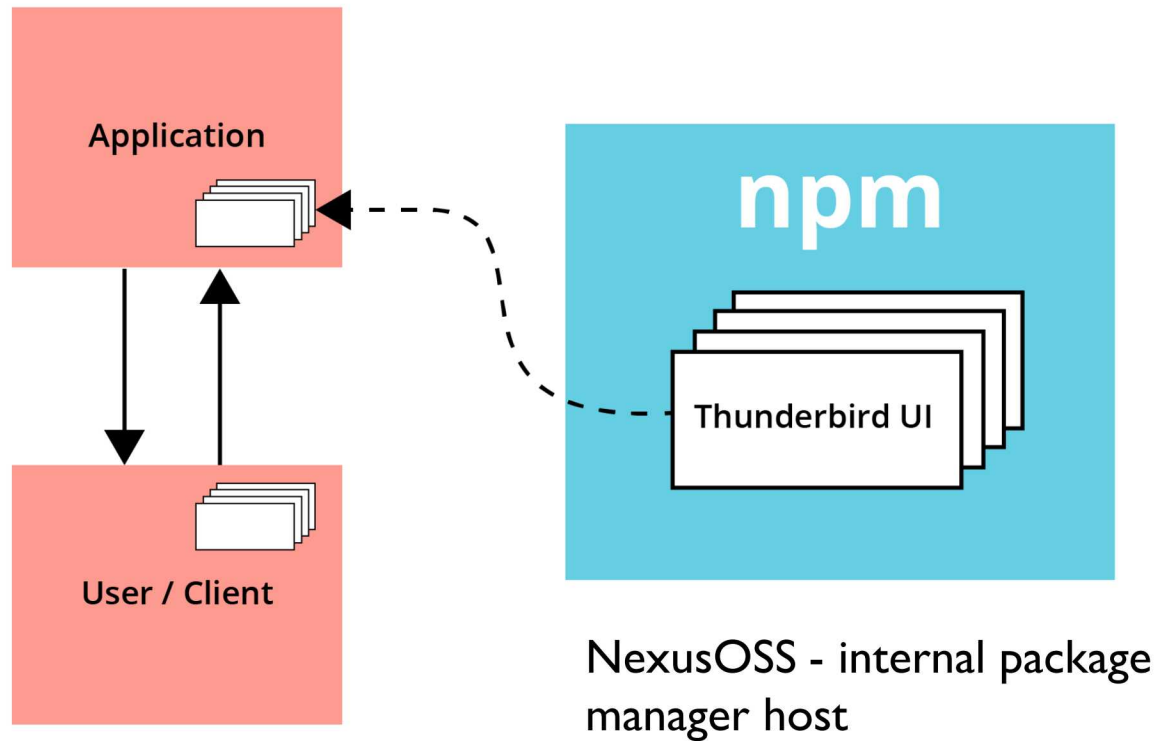 Application
npm
Thunderbird UI
User / Client
NexusOSS - internal package
manager host